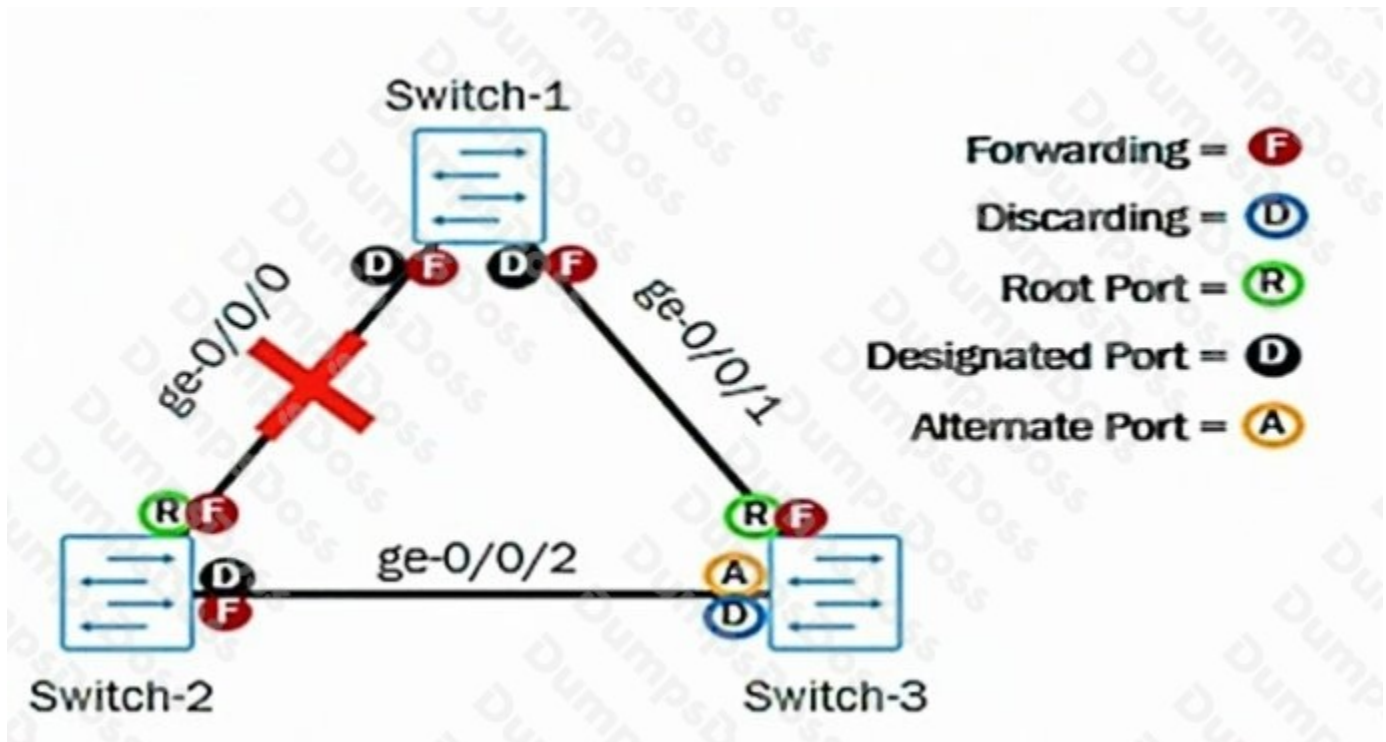 Switch-1
Forwarding = F
Discarding = D
Root Port = R
Designated Port = D
Alternate Port = A
D F D F
ge-0/0/0
ge-0/0/1
R F
R F
ge-0/0/2
D
F
A
D
Switch-2
Switch-3
DumpsDoss